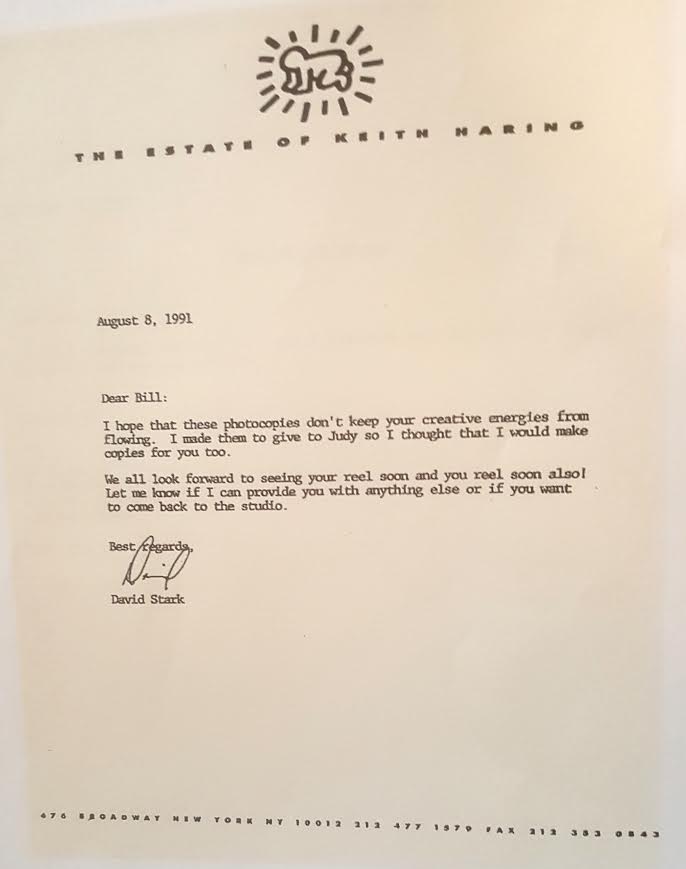 THE ESTATE OF KEITH HARING
August 8, 1991
Dear Bill:
I hope that these photocopies don't keep your creative energies from
flowing. I made them to give to Judy so I thought that I would make
copies for you too.
We all look forward to seeing your reel soon and you reel soon also!
Let me know if I can provide you with anything else or if you want
to come back to the studio.
Best regards,
David
David Stark
676 BROADWAY NEW YORK NY 10012 212 477 1579 FAX 212 353 0843